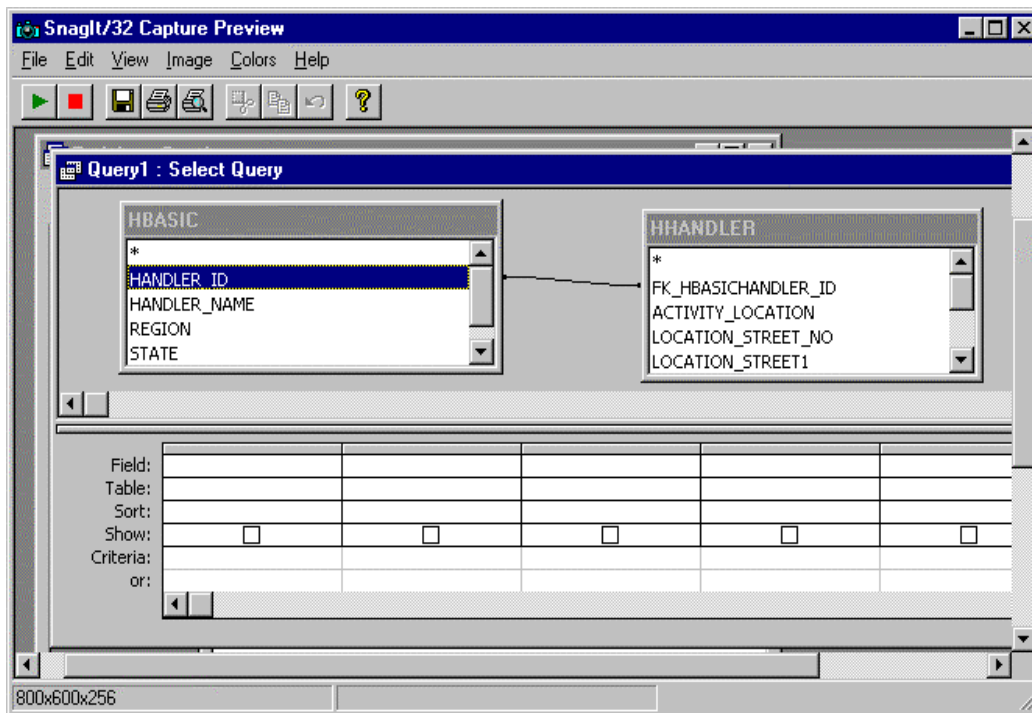 SnagIt/32 Capture Preview
File Edit View Image Colors Help
Query1 : Select Query
HBASIC
*
HANDLER_ID
HANDLER_NAME
REGION
STATE
HHANDLER
*
FK_HBASICHANDLER_ID
ACTIVITY_LOCATION
LOCATION_STREET_NO
LOCATION_STREET1
Field:
Table:
Sort:
Show:
Criteria:
or:
800x600x256